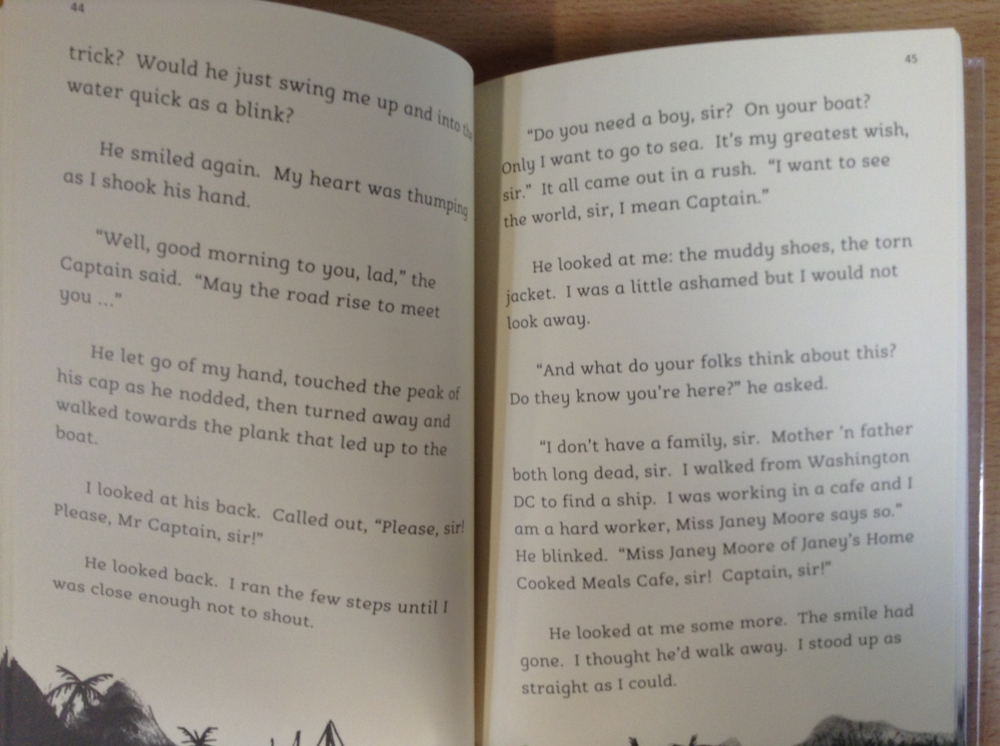 44
trick? Would he just swing me up and into the
water quick as a blink?
He smiled again. My heart was thumping
as I shook his hand.
“Well, good morning to you, lad,” the
Captain said. “May the road rise to meet
you ...”
He let go of my hand, touched the peak of
his cap as he nodded, then turned away and
walked towards the plank that led up to the
boat.
I looked at his back. Called out, “Please, sir!
Please, Mr Captain, sir!”
He looked back. I ran the few steps until I
was close enough not to shout.
45
“Do you need a boy, sir? On your boat?
Only I want to go to sea. It’s my greatest wish,
sir.” It all came out in a rush. “I want to see
the world, sir, I mean Captain.”
He looked at me: the muddy shoes, the torn
jacket. I was a little ashamed but I would not
look away.
“And what do your folks think about this?
Do they know you’re here?” he asked.
“I don’t have a family, sir. Mother ’n father
both long dead, sir. I walked from Washington
DC to find a ship. I was working in a cafe and I
am a hard worker, Miss Janey Moore says so.”
He blinked. “Miss Janey Moore of Janey’s Home
Cooked Meals Cafe, sir! Captain, sir!”
He looked at me some more. The smile had
gone. I thought he’d walk away. I stood up as
straight as I could.